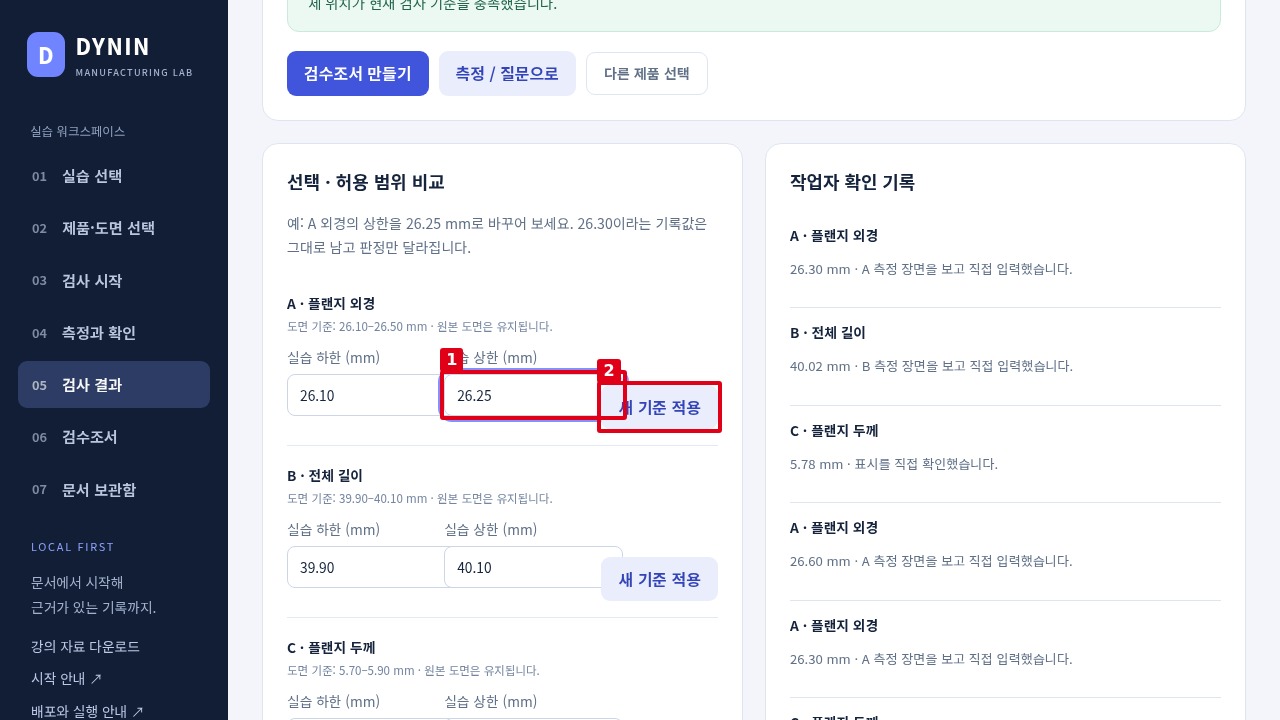 D
DYNIN
MANUFACTURING LAB
실습 워크스페이스
01 실습 선택
02 제품·도면 선택
03 검사 시작
04 측정과 확인
05 검사 결과
06 검수조서
07 문서 보관함
LOCAL FIRST
문서에서 시작해
근거가 있는 기록까지.
강의 자료 다운로드
시작 안내 ↗
배포와 실행 안내 ↗
세 위치가 현재 검사 기준을 충족했습니다.
검수조서 만들기
측정 / 질문으로
다른 제품 선택
선택 · 허용 범위 비교
예: A 외경의 상한을 26.25 mm로 바꾸어 보세요. 26.30이라는 기록값은
그대로 남고 판정만 달라집니다.
A · 플랜지 외경
도면 기준: 26.10–26.50 mm · 원본 도면은 유지됩니다.
실습 하한 (mm)
상한 (mm)
1
2
26.10
26.25
새 기준 적용
B · 전체 길이
도면 기준: 39.90–40.10 mm · 원본 도면은 유지됩니다.
실습 하한 (mm)
실습 상한 (mm)
39.90
40.10
새 기준 적용
C · 플랜지 두께
도면 기준: 5.70–5.90 mm · 원본 도면은 유지됩니다.
실습 하한 (mm)
실습 상한 (mm)
작업자 확인 기록
A · 플랜지 외경
26.30 mm · A 측정 장면을 보고 직접 입력했습니다.
B · 전체 길이
40.02 mm · B 측정 장면을 보고 직접 입력했습니다.
C · 플랜지 두께
5.78 mm · 표시를 직접 확인했습니다.
A · 플랜지 외경
26.60 mm · A 측정 장면을 보고 직접 입력했습니다.
A · 플랜지 외경
26.30 mm · A 측정 장면을 보고 직접 입력했습니다.